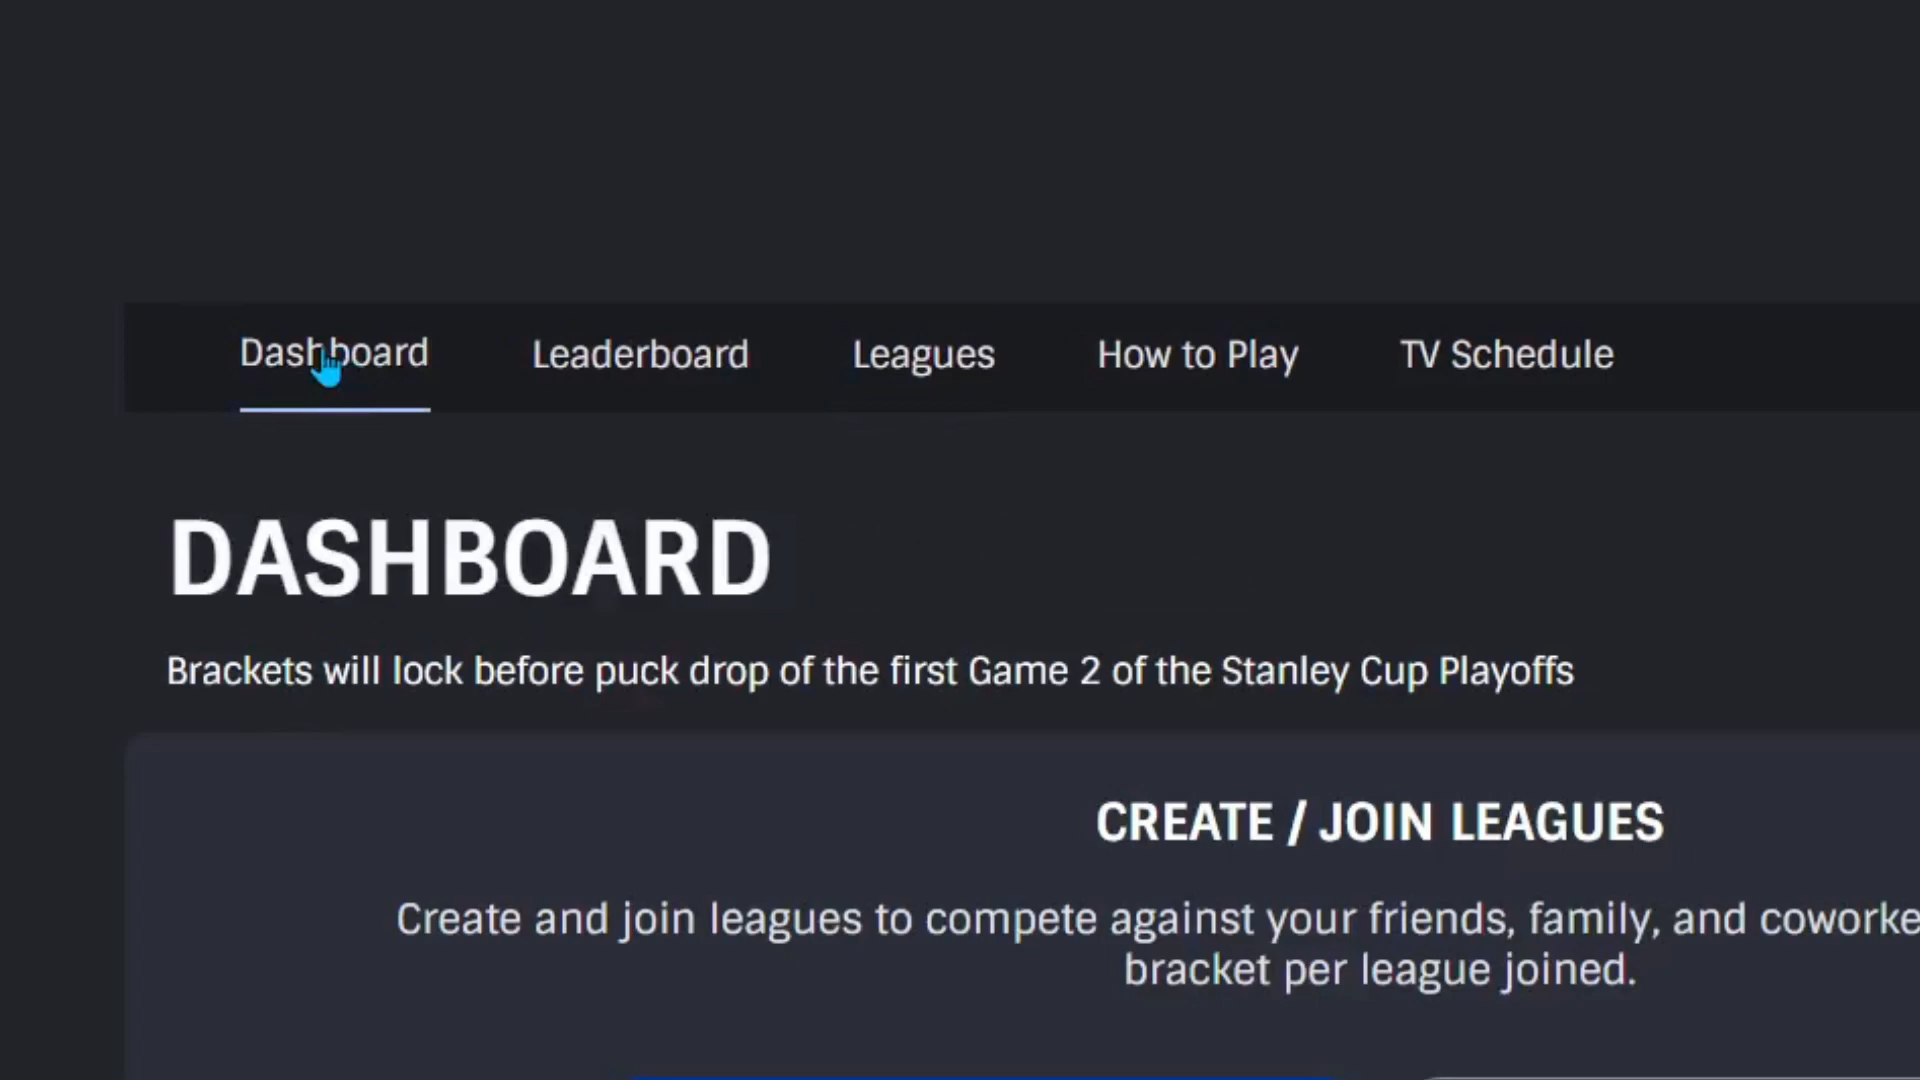 Dashboard Leaderboard Leagues How to Play TV Schedule
DASHBOARD
Brackets will lock before puck drop of the first Game 2 of the Stanley Cup Playoffs
CREATE / JOIN LEAGUES
Create and join leagues to compete against your friends, family, and coworke
bracket per league joined.